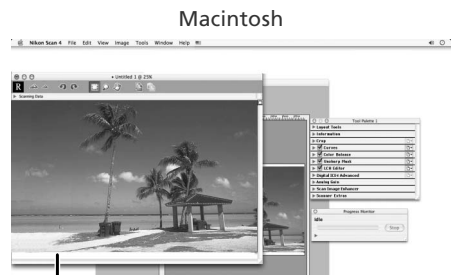 Macintosh
Nikon Scan 4 File Edit View Image Tools Window Help
Untitled 1 @ 25%
R
Scanning Data
Tool Palette 1
Layout Tools
Information
Crop
Curves
Color Balance
Unsharp Mask
LCH Editor
Digital ICE4 Advanced
Analog Gain
Scan Image Enhancer
Scanner Extras
Progress Monitor
Idle
Stop